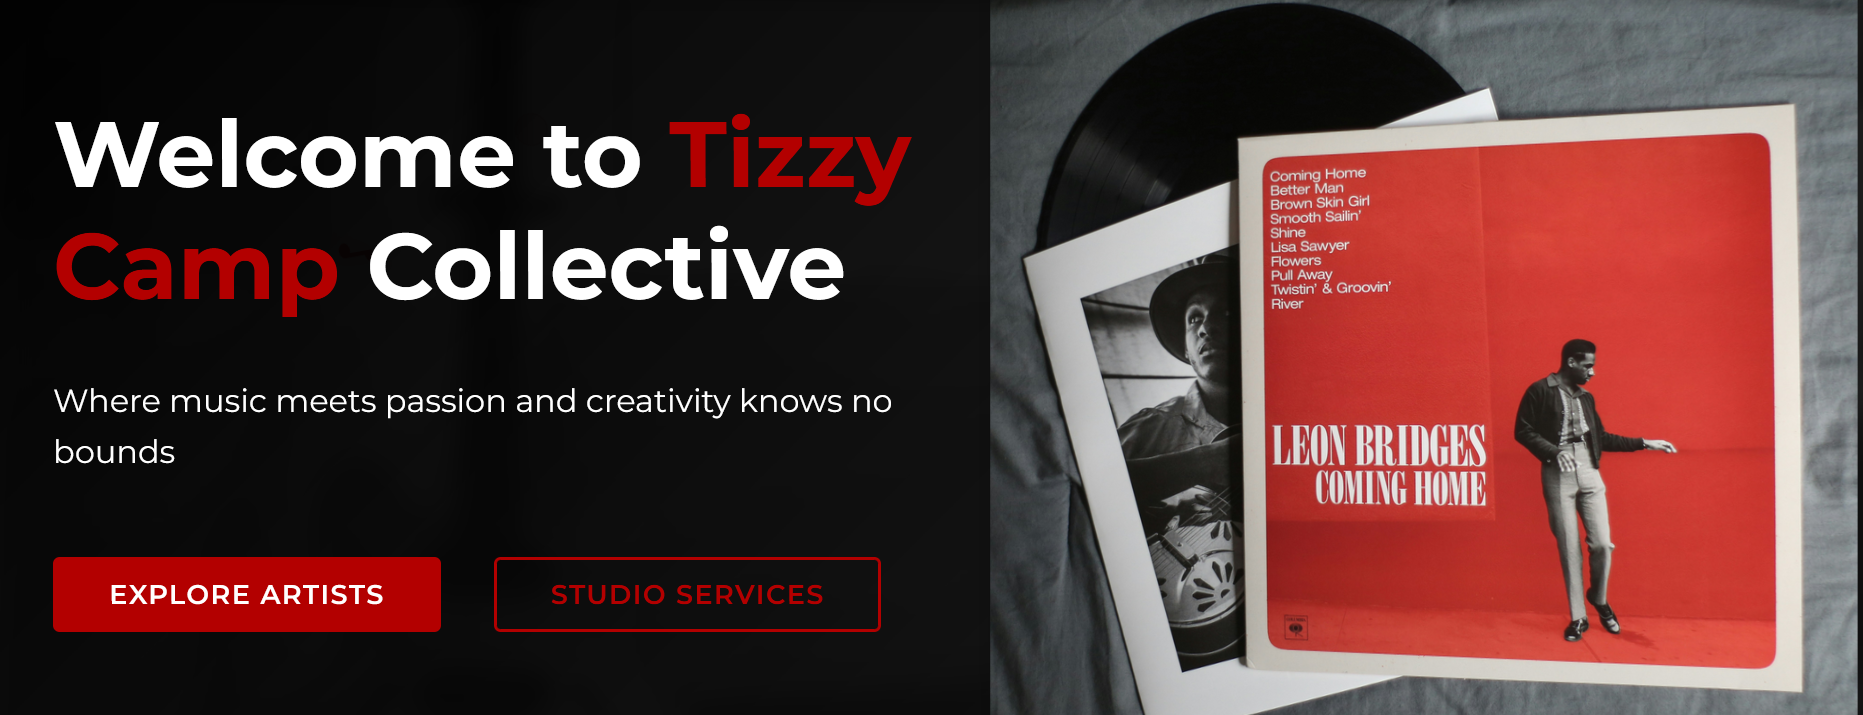 Welcome to Tizzy
Camp Collective
Where music meets passion and creativity knows no
bounds
EXPLORE ARTISTS
STUDIO SERVICES
Coming Home
Better Man
Brown Skin Girl
Smooth Sailin'
Shine
Lisa Sawyer
Flowers
Pull Away
Twistin' & Groovin'
River
LEON BRIDGES
COMING HOME